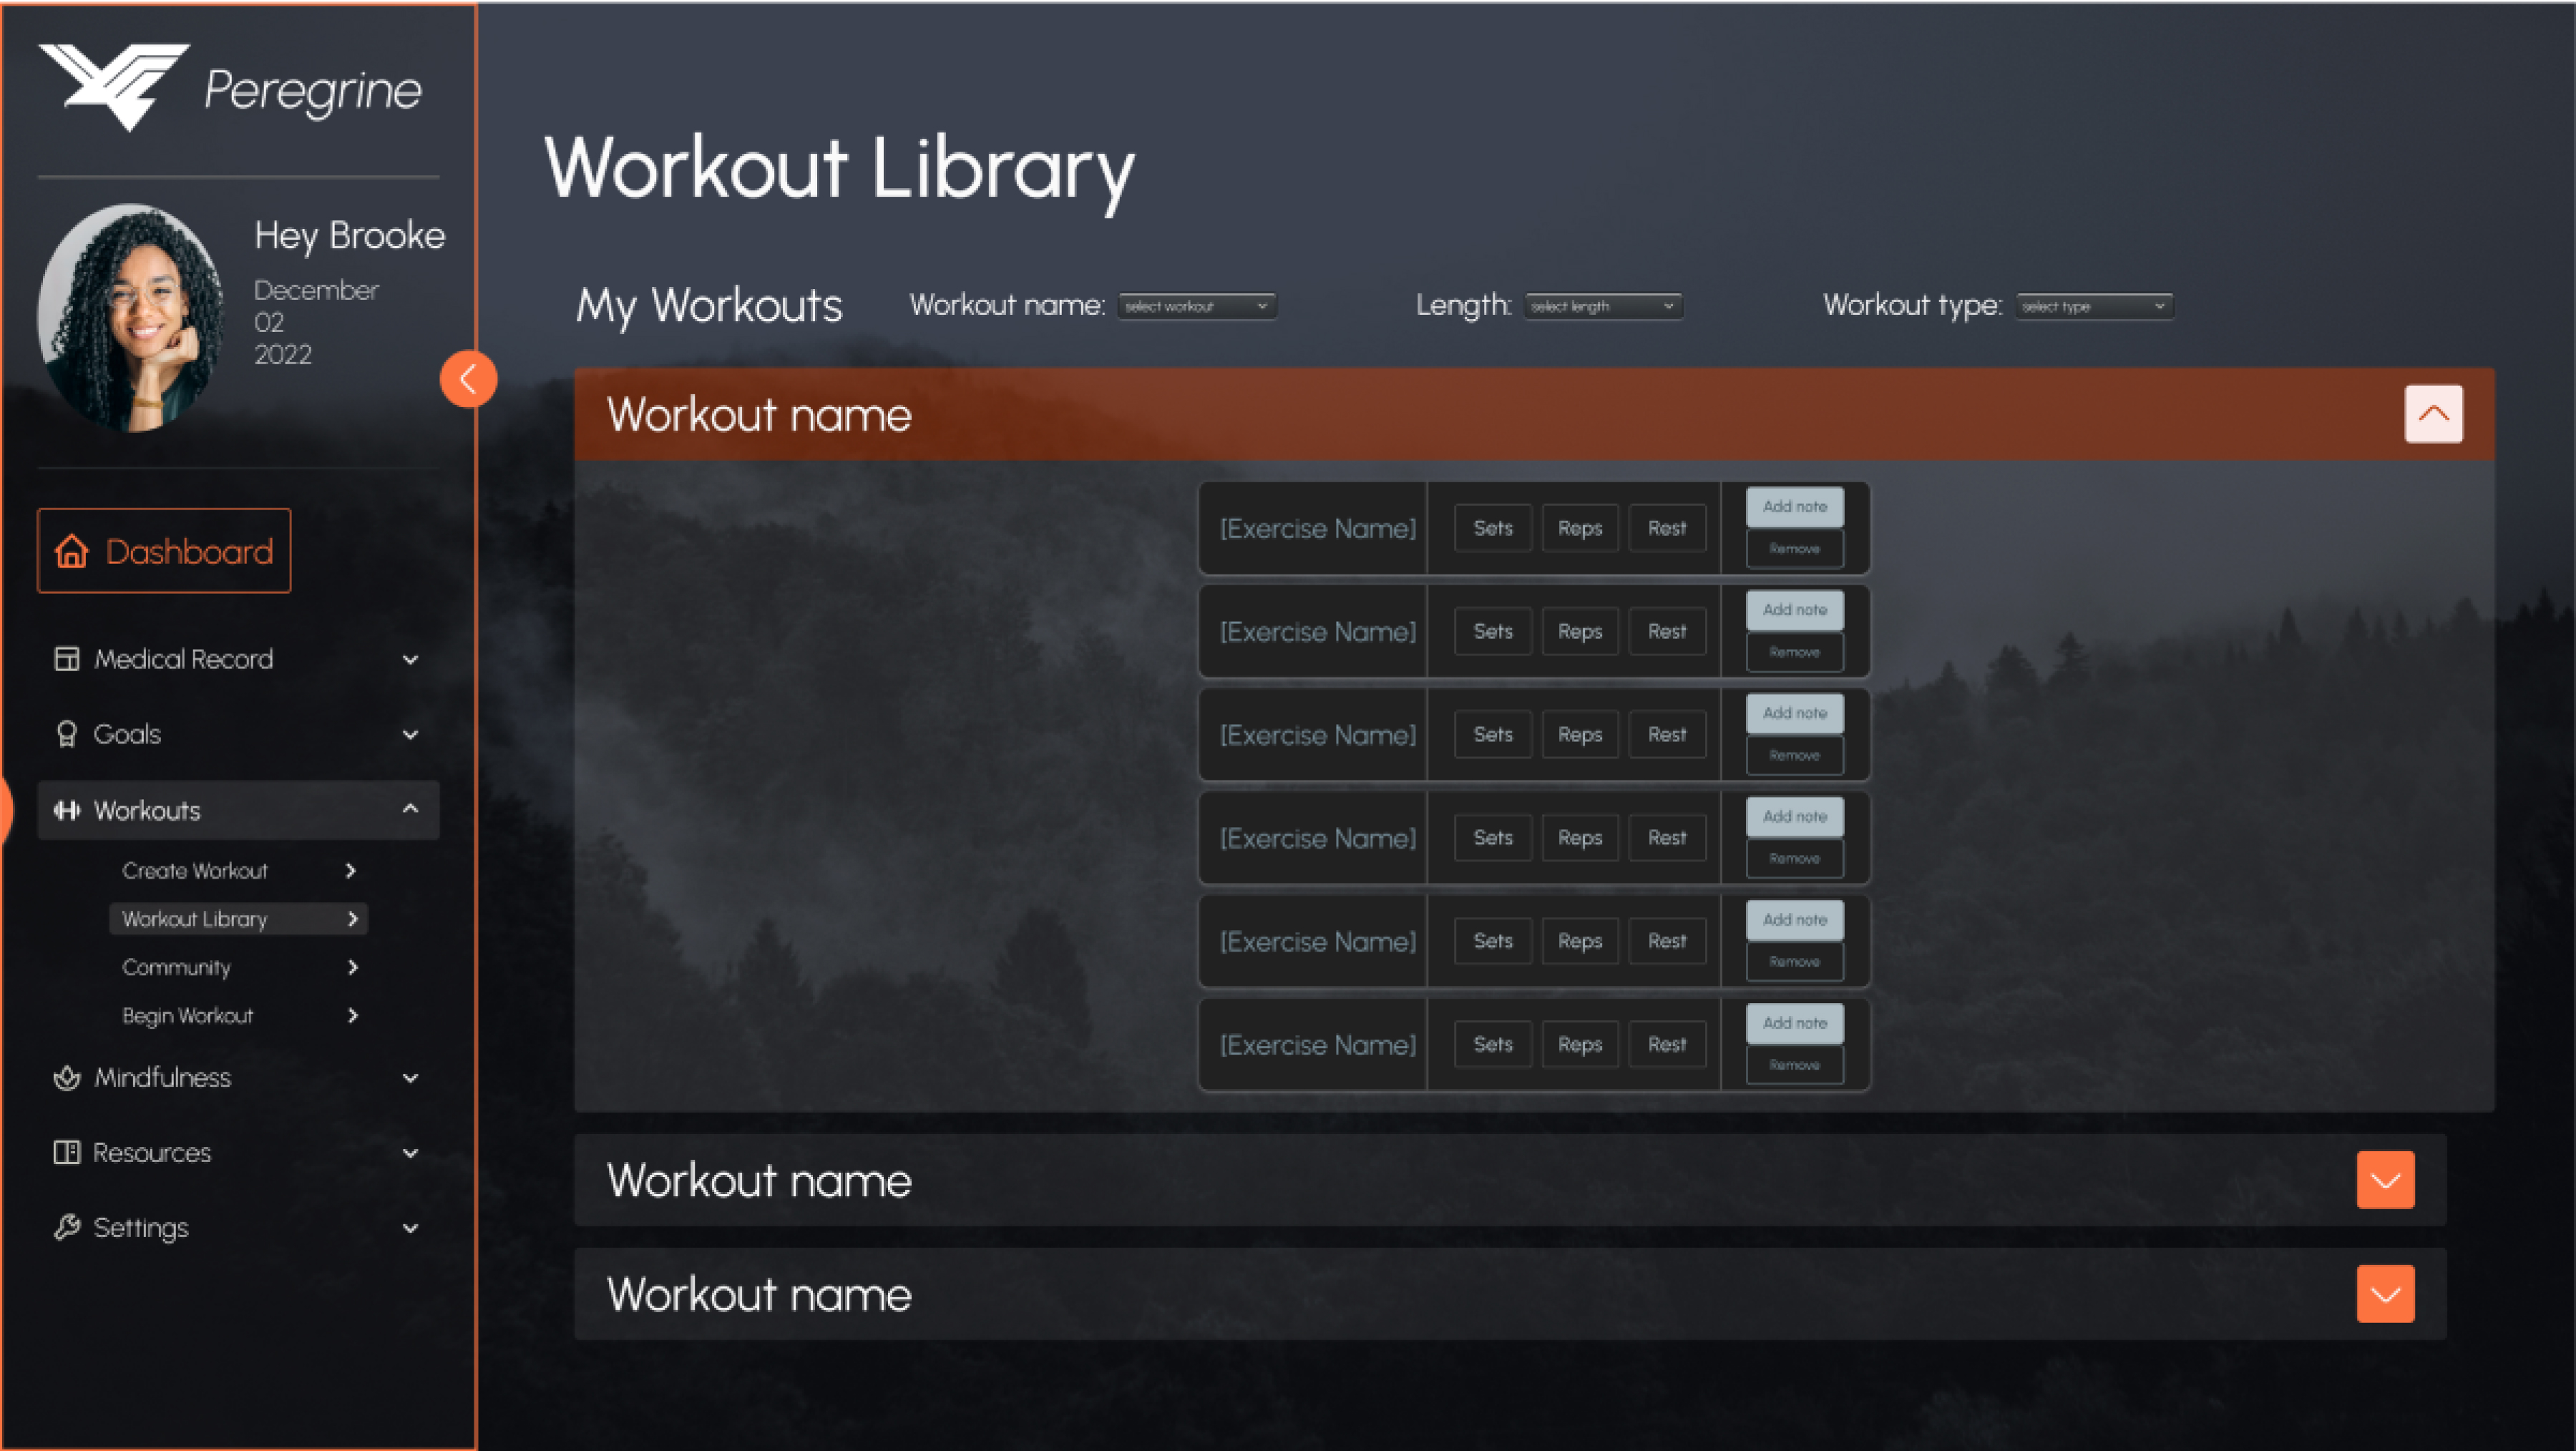 Peregrine
Hey Brooke
December
02
2022
Dashboard
Medical Record
Goals
Workouts
Create Workout
Workout Library
Community
Begin Workout
Mindfulness
Resources
Settings
Workout Library
My Workouts Workout name: select workout Length: select length Workout type: select type
Workout name
[Exercise Name] Sets Reps Rest Add note
Remove
[Exercise Name] Sets Reps Rest Add note
Remove
[Exercise Name] Sets Reps Rest Add note
Remove
[Exercise Name] Sets Reps Rest Add note
Remove
[Exercise Name] Sets Reps Rest Add note
Remove
[Exercise Name] Sets Reps Rest Add note
Remove
Workout name
Workout name